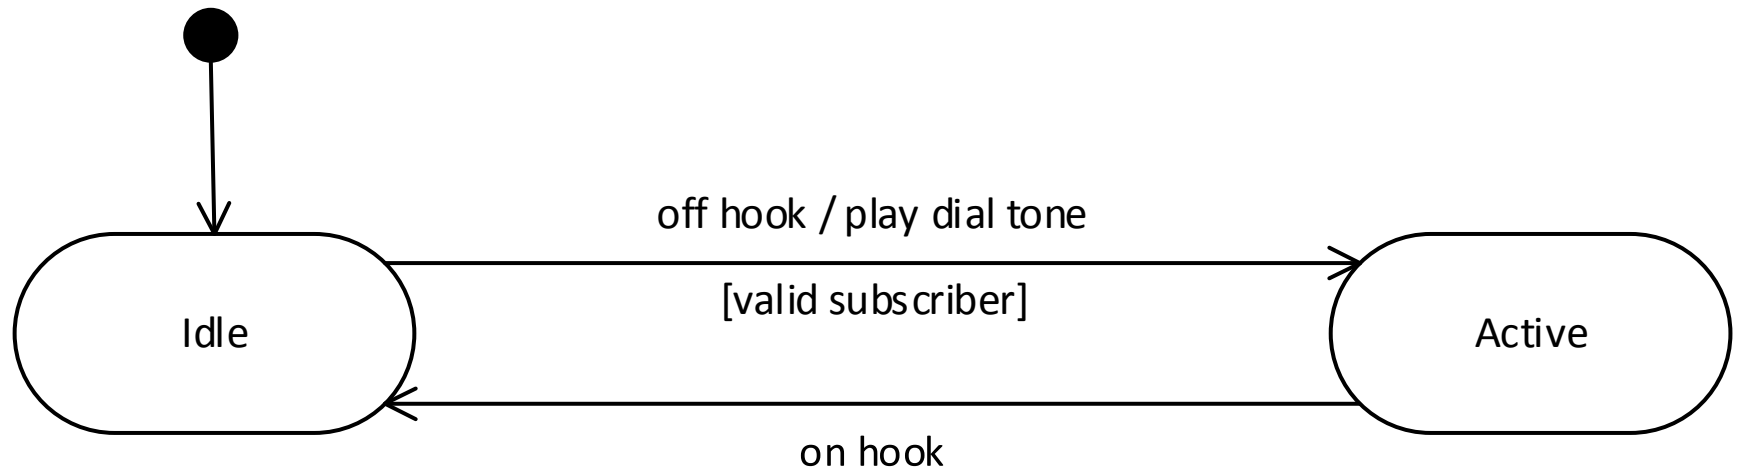 off hook / play dial tone
[valid subscriber]
Idle
Active
on hook